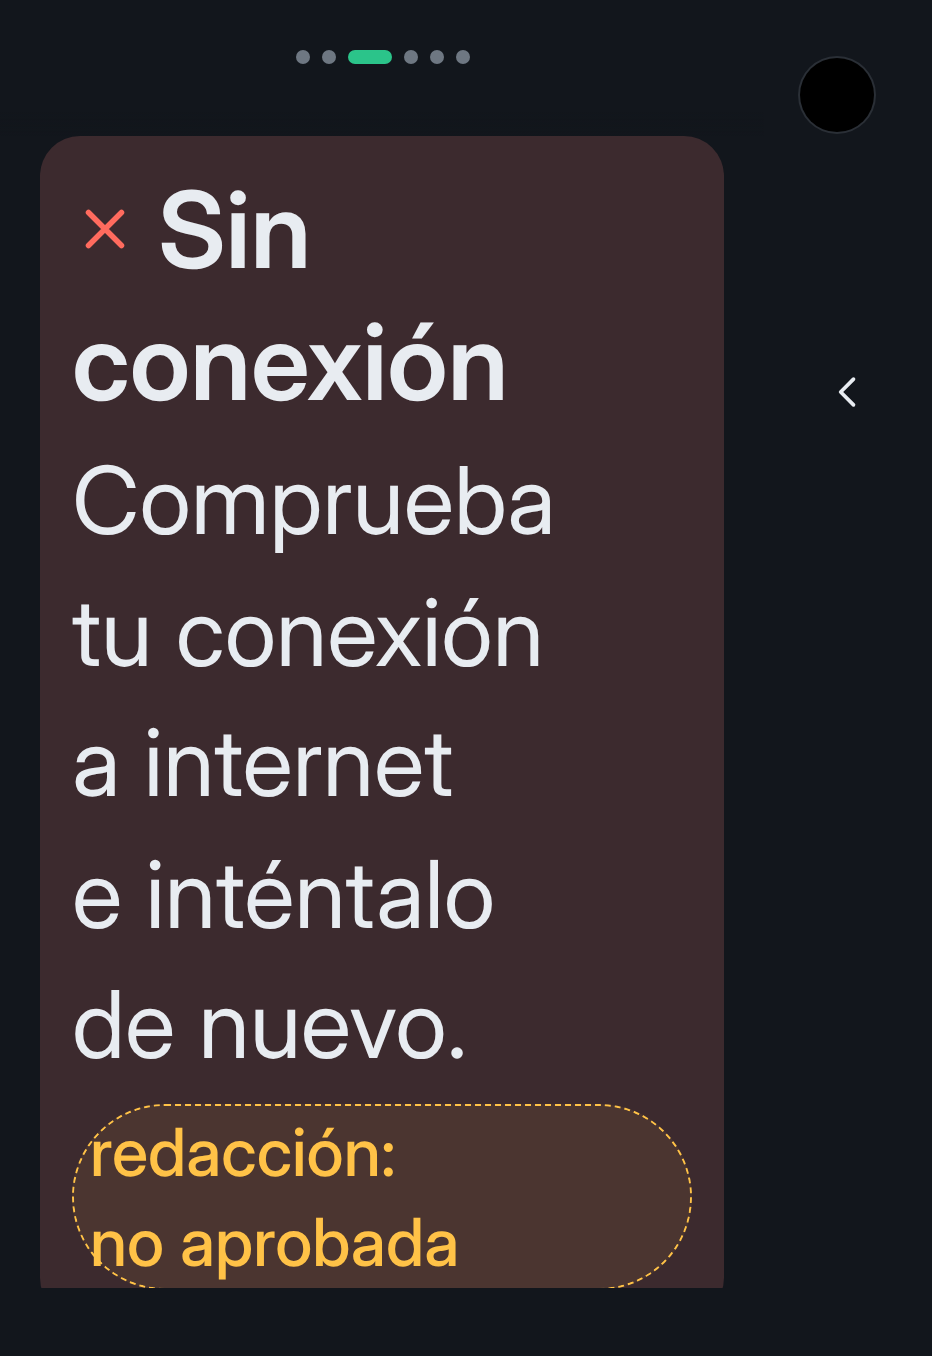 Sin
conexión
Comprueba
tu conexión
a internet
e inténtalo
de nuevo.
redacción:
no aprobada